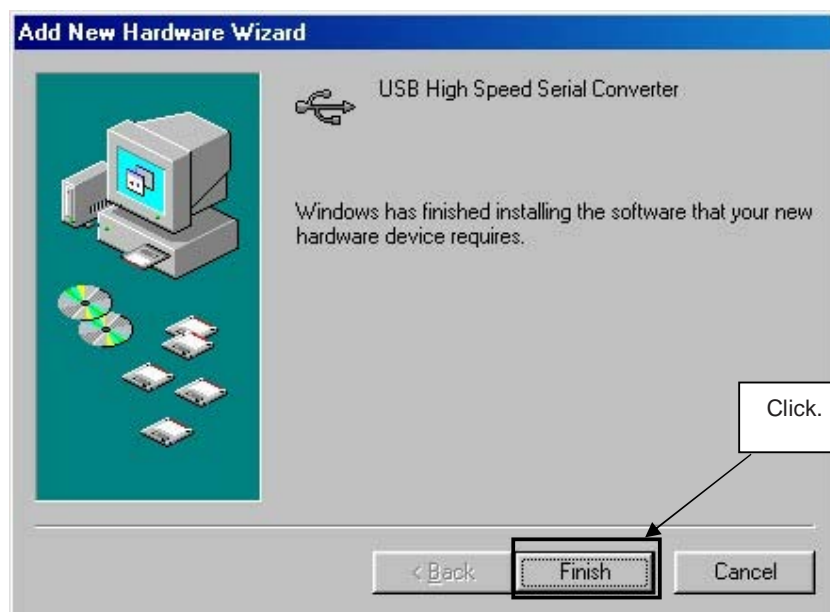 Add New Hardware Wizard
USB High Speed Serial Converter
Windows has finished installing the software that your new
hardware device requires.
Click.
< Back
Finish
Cancel